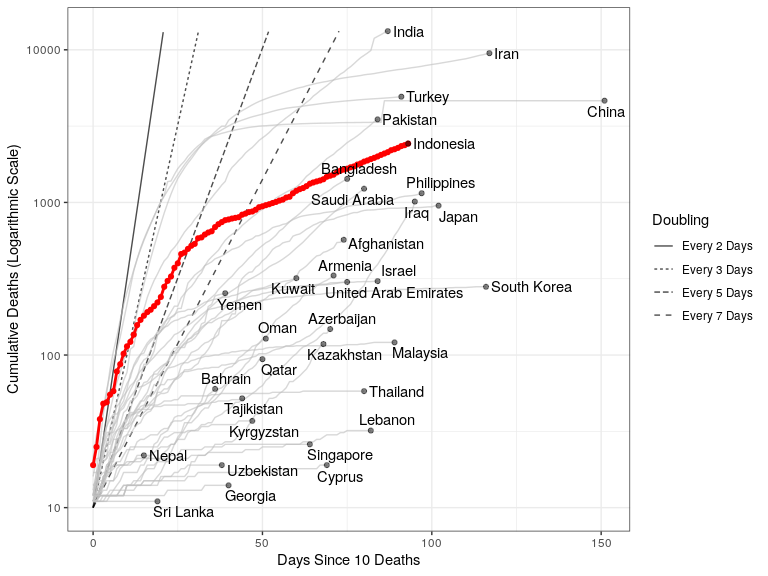 India
Iran
Turkey
China
Pakistan
Indonesia
Bangladesh
Philippines
Saudi Arabia
Iraq
Japan
Afghanistan
Armenia
Israel
Kuwait
United Arab Emirates
South Korea
Yemen
Azerbaijan
Oman
Kazakhstan
Malaysia
Qatar
Bahrain
Thailand
Tajikistan
Lebanon
Kyrgyzstan
Nepal
Singapore
Uzbekistan
Cyprus
Georgia
Sri Lanka
10000
1000
100
10
Cumulative Deaths (Logarithmic Scale)
0
50
100
150
Days Since 10 Deaths
Doubling
Every 2 Days
Every 3 Days
Every 5 Days
Every 7 Days